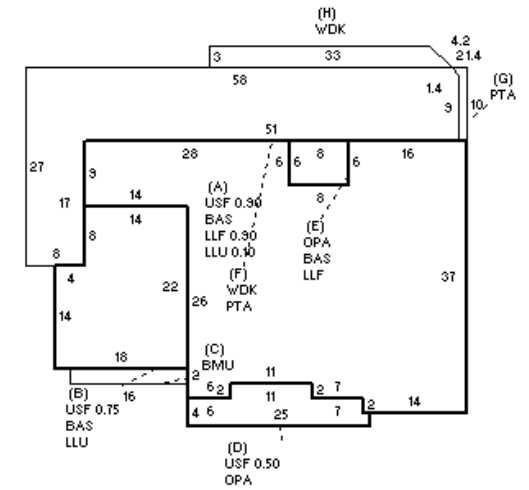 (H)
WDK
4.2
3 33 21.4
58 1.4 (G)
PTA
9 10
51
27 28 6 6 8 6 16
9
17 14 8
14
(A)
USF 0.90
BAS
LLF 0.90
LLU 0.10
(E)
OPA
BAS
LLF
8
8
4
22 26 37
(F)
WDK
PTA
14
18
(C)
BMU
2
11
16
(B)
USF 0.75
BAS
LLU
6 2 11 2 7
4 6 25 7 2 14
(D)
USF 0.50
OPA